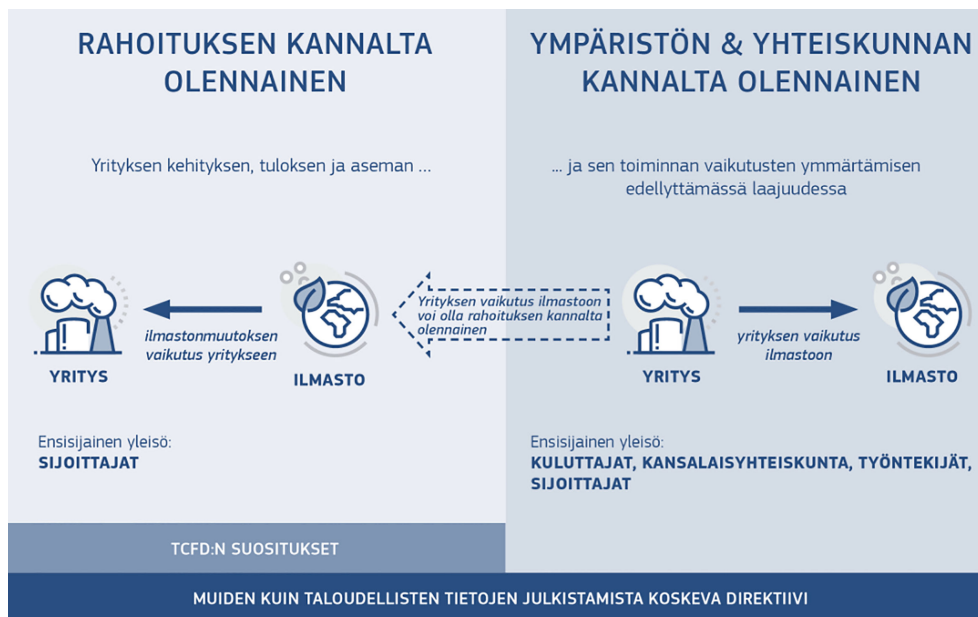 RAHOITUKSEN KANNALTA
OLENNAINEN
Yrityksen kehityksen, tuloksen ja aseman ...
ilmastonmuutoksen
vaikutus yritykseen
YRITYS
ILMASTO
Ensisijainen yleisö:
SIJOITTAJAT
TCFD:N SUOSITUKSET
Yrityksen vaikutus ilmastoon
voi olla rahoituksen kannalta
olennainen
YMPÄRISTÖN & YHTEISKUNNAN
KANNALTA OLENNAINEN
... ja sen toiminnan vaikutusten ymmärtämisen
edellyttämässä laajuudessa
yrityksen vaikutus
ilmastoon
YRITYS
ILMASTO
Ensisijainen yleisö:
KULUTTAJAT, KANSALAISYHTEISKUNTA, TYÖNTEKIJÄT,
SIJOITTAJAT
MUIDEN KUIN TALOUDELLISTEN TIETOJEN JULKISTAMISTA KOSKEVA DIREKTIIVI